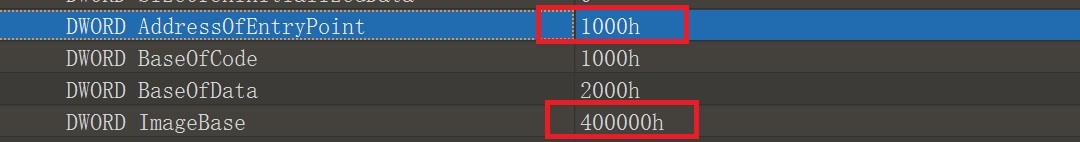 DWORD AddressOfEntryPoint 1000h
DWORD BaseOfCode 1000h
DWORD BaseOfData 2000h
DWORD ImageBase 400000h